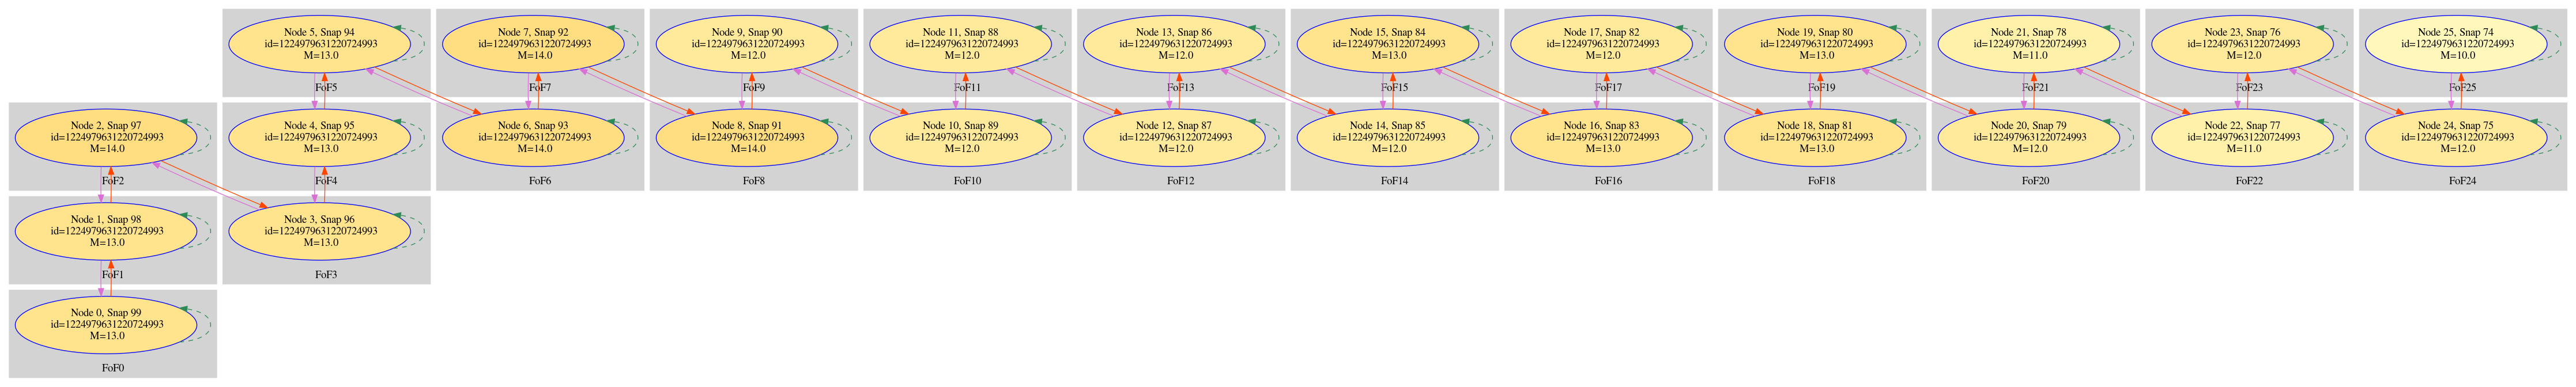 Node 5, Snap 94
id=1224979631220724993
M=13.0
FoF5
Node 7, Snap 92
id=1224979631220724993
M=14.0
FoF7
Node 9, Snap 90
id=1224979631220724993
M=12.0
FoF9
Node 11, Snap 88
id=1224979631220724993
M=12.0
FoF11
Node 13, Snap 86
id=1224979631220724993
M=12.0
FoF13
Node 15, Snap 84
id=1224979631220724993
M=13.0
FoF15
Node 17, Snap 82
id=1224979631220724993
M=12.0
FoF17
Node 19, Snap 80
id=1224979631220724993
M=13.0
FoF19
Node 21, Snap 78
id=1224979631220724993
M=11.0
FoF21
Node 23, Snap 76
id=1224979631220724993
M=12.0
FoF23
Node 25, Snap 74
id=1224979631220724993
M=10.0
FoF25
Node 2, Snap 97
id=1224979631220724993
M=14.0
FoF2
Node 4, Snap 95
id=1224979631220724993
M=13.0
FoF4
Node 6, Snap 93
id=1224979631220724993
M=14.0
FoF6
Node 8, Snap 91
id=1224979631220724993
M=14.0
FoF8
Node 10, Snap 89
id=1224979631220724993
M=12.0
FoF10
Node 12, Snap 87
id=1224979631220724993
M=12.0
FoF12
Node 14, Snap 85
id=1224979631220724993
M=12.0
FoF14
Node 16, Snap 83
id=1224979631220724993
M=13.0
FoF16
Node 18, Snap 81
id=1224979631220724993
M=13.0
FoF18
Node 20, Snap 79
id=1224979631220724993
M=12.0
FoF20
Node 22, Snap 77
id=1224979631220724993
M=11.0
FoF22
Node 24, Snap 75
id=1224979631220724993
M=12.0
FoF24
Node 1, Snap 98
id=1224979631220724993
M=13.0
FoF1
Node 3, Snap 96
id=1224979631220724993
M=13.0
FoF3
Node 0, Snap 99
id=1224979631220724993
M=13.0
FoF0